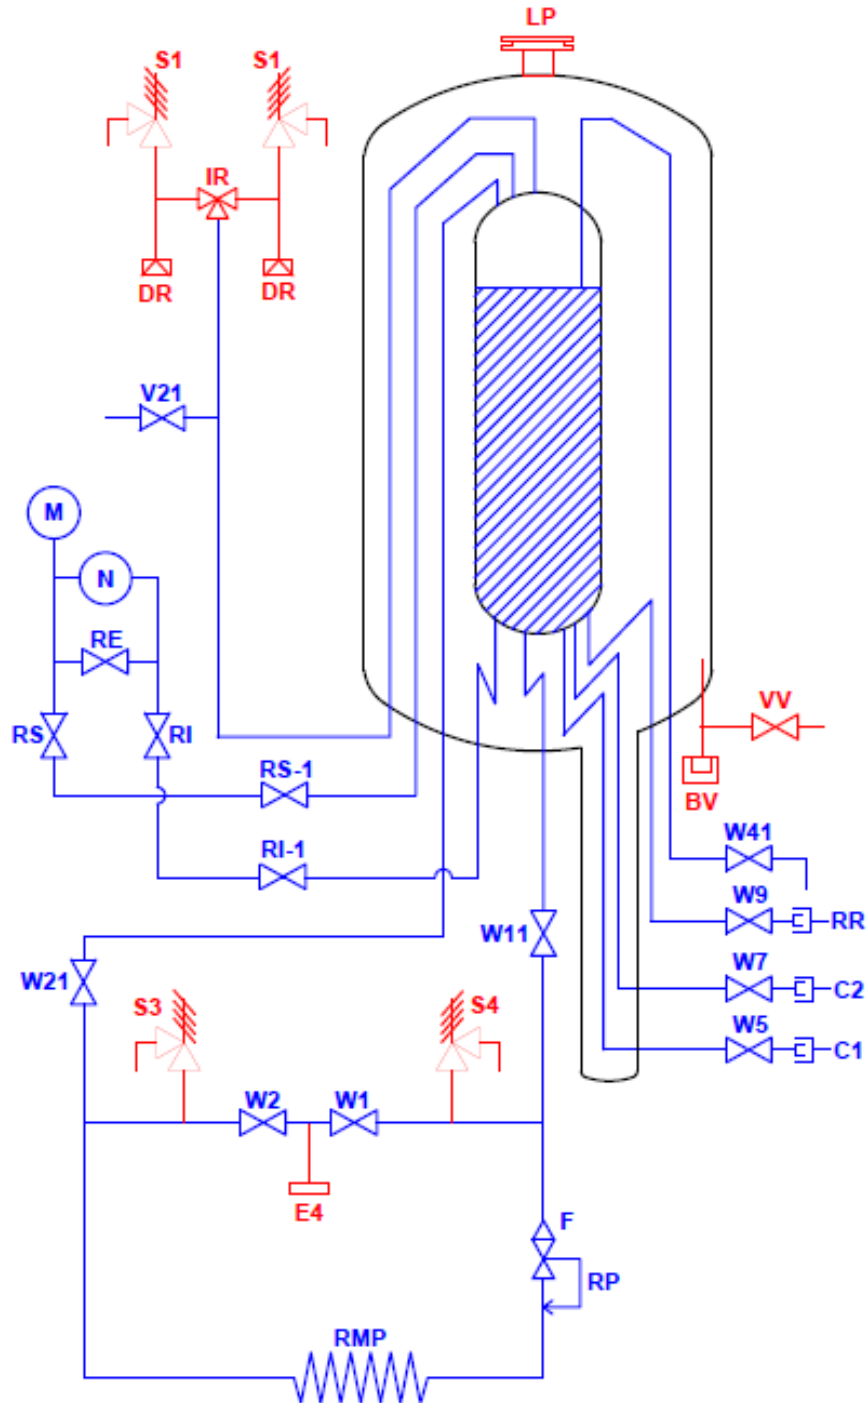 LP
S1 S1
IR
DR DR
V21
M
N
RE
RS RI
VV
RS-1
BV
W41
RI-1
W9
RR
W11
W7
W21
C2
S3 S4
W5
C1
W2 W1
E4
F
RP
RMP